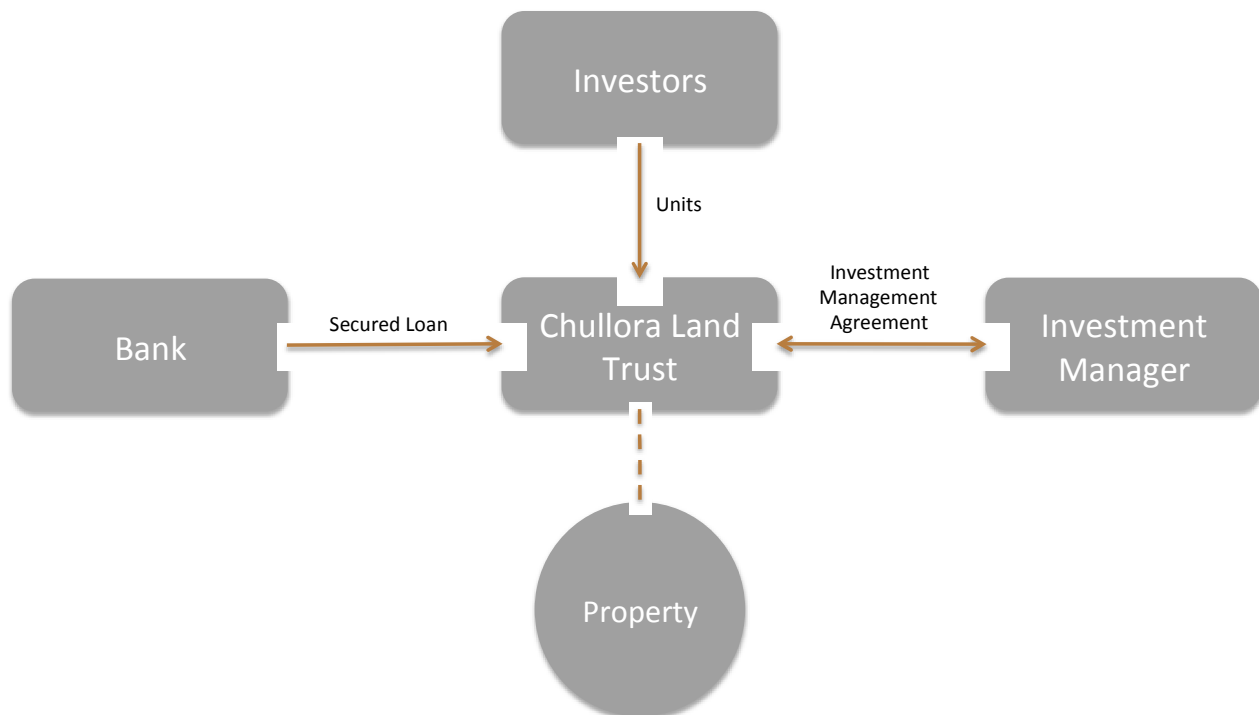 Investors
Units
Bank
Secured Loan
Chullora Land
Trust
Investment
Management
Agreement
Investment
Manager
Property